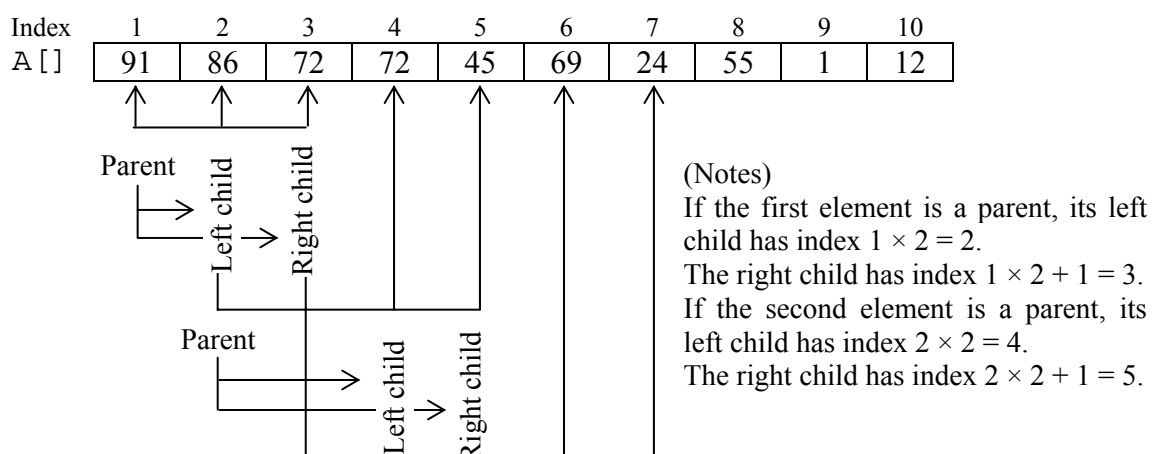 Index 1 2 3 4 5 6 7 8 9 10
A[] 91 86 72 72 45 69 24 55 1 12
Parent
Left child
Right child
(Notes)
If the first element is a parent, its left
child has index 1 × 2 = 2.
The right child has index 1 × 2 + 1 = 3.
If the second element is a parent, its
left child has index 2 × 2 = 4.
The right child has index 2 × 2 + 1 = 5.
Parent
Left child
Right child